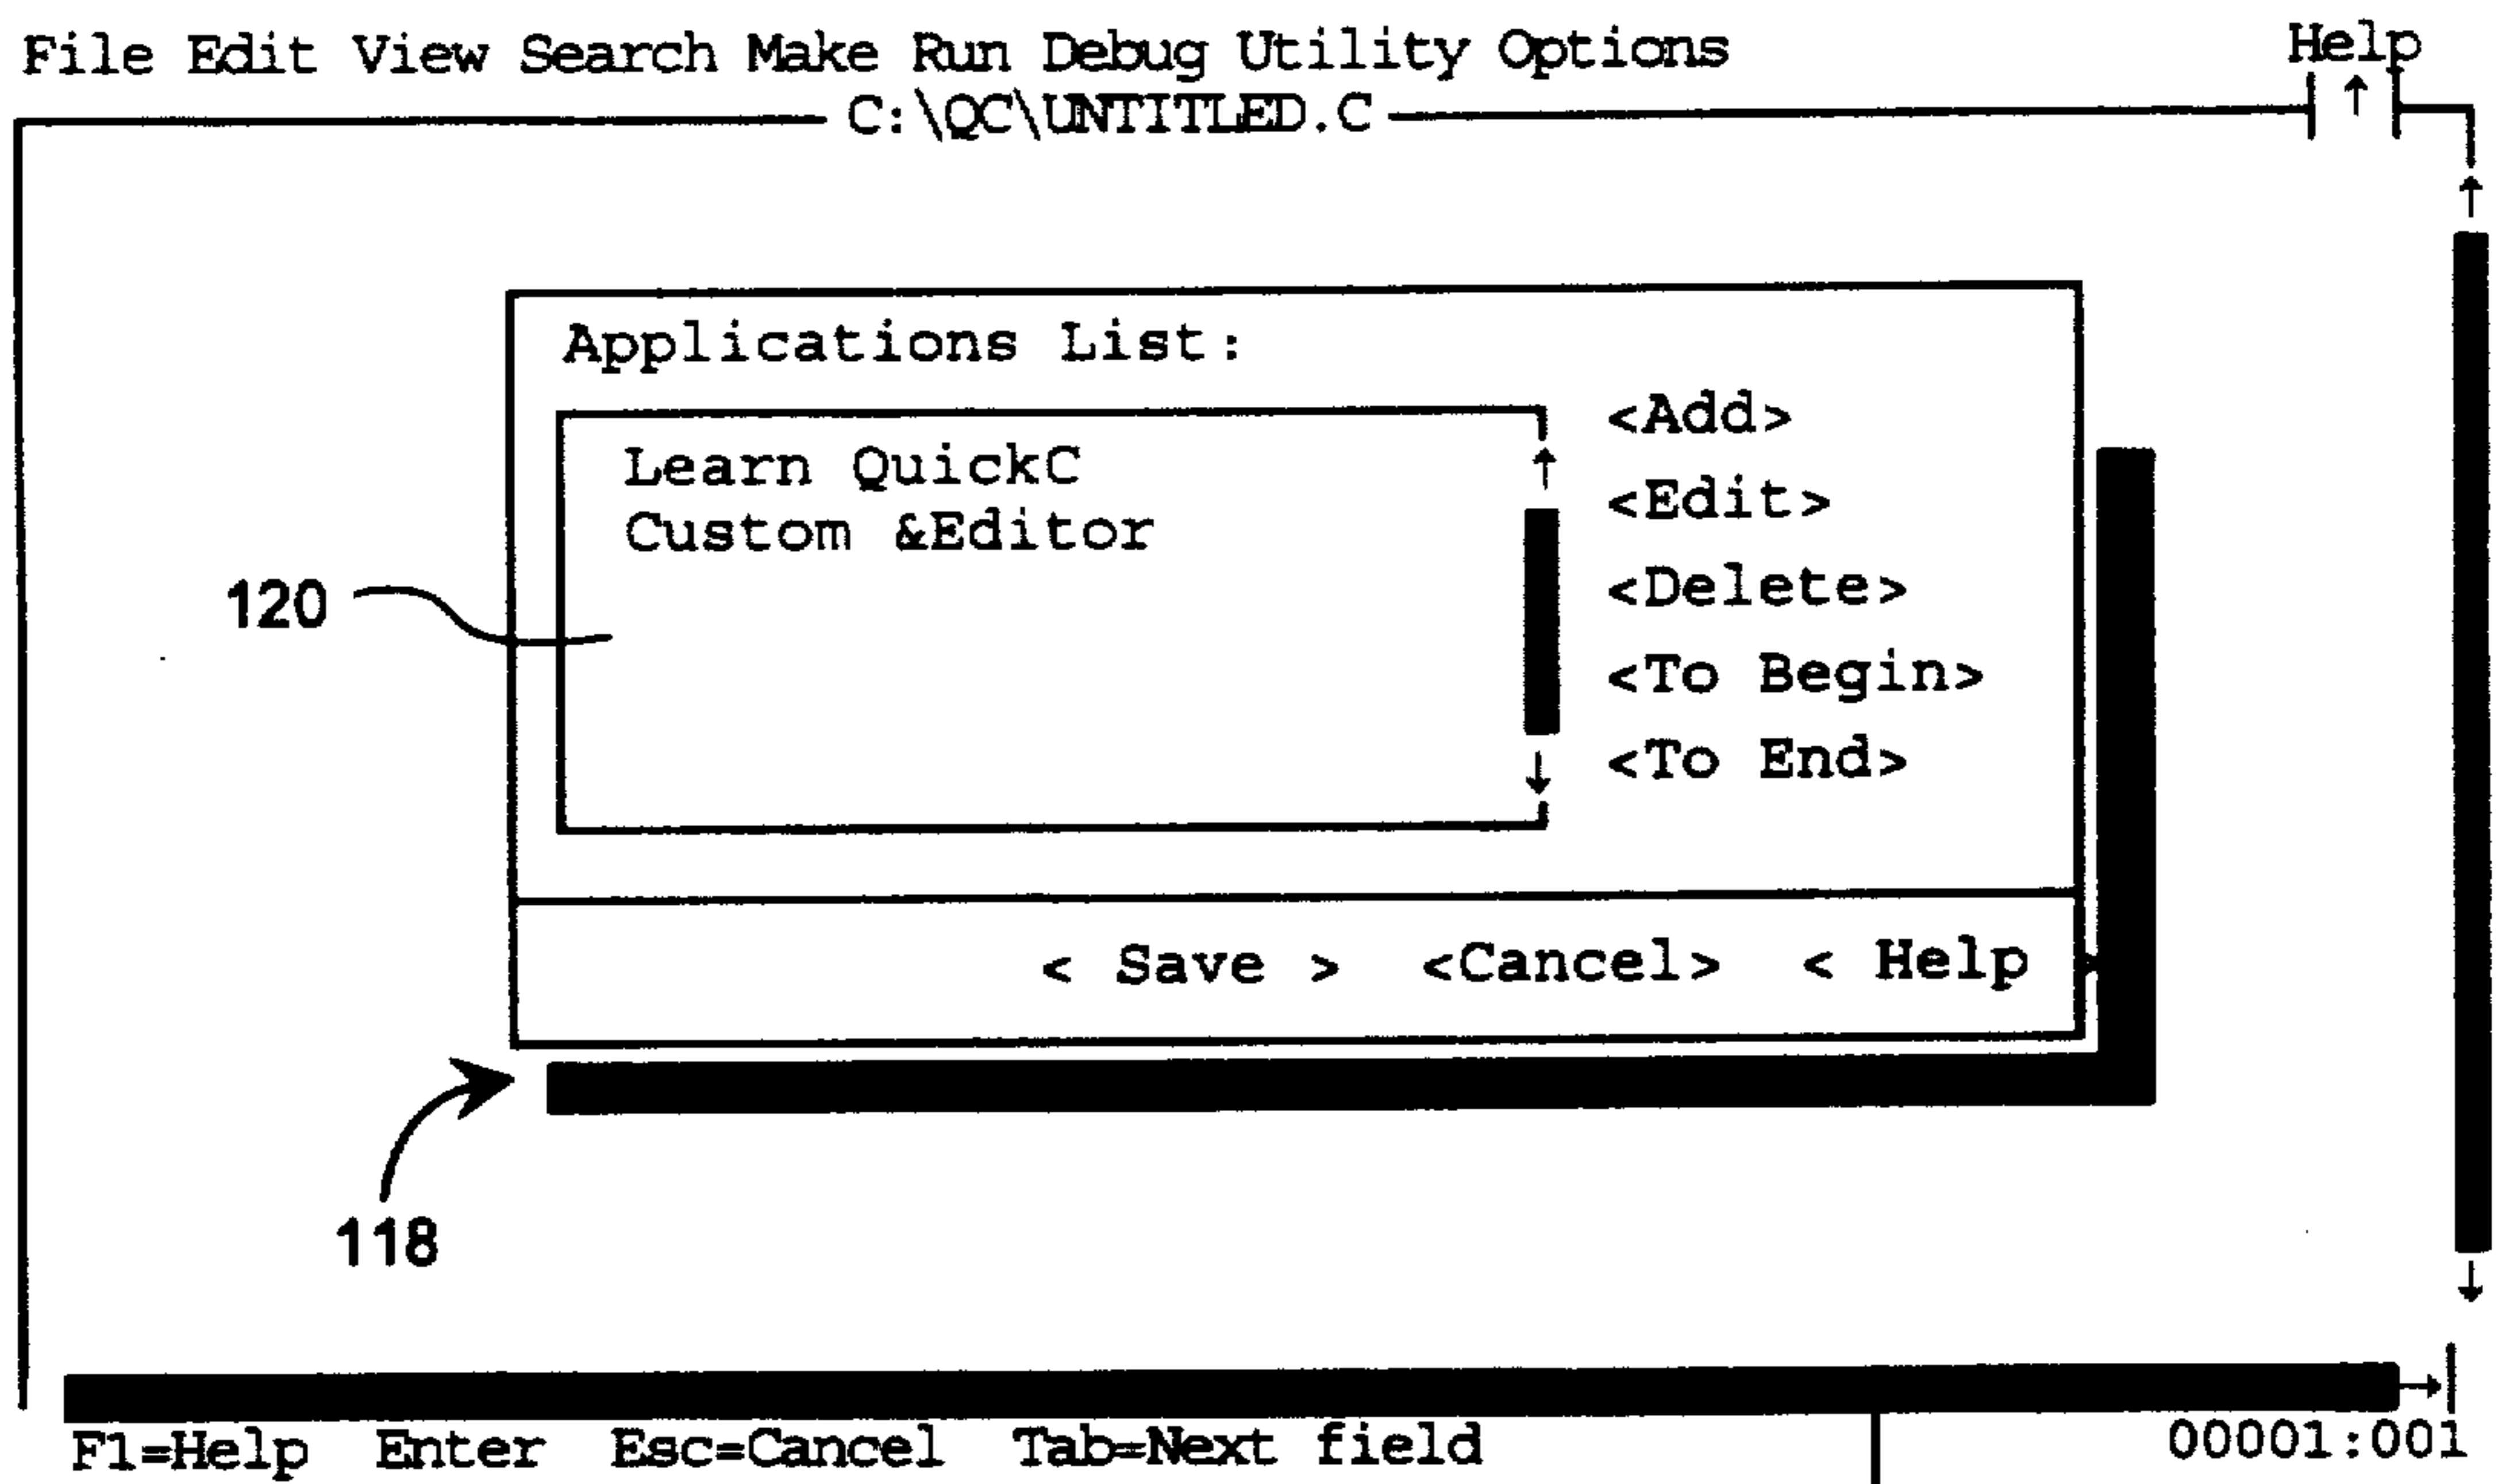 File Edit View Search Make Run Debug Utility Options Help
C:\QC\UNTITLED.C
Applications List:
<Add>
Learn QuickC
<Edit>
Custom &Editor
<Delete>
120
<To Begin>
<To End>
< Save > <Cancel> < Help >
118
F1=Help Enter Esc=Cancel Tab=Next field 00001:001